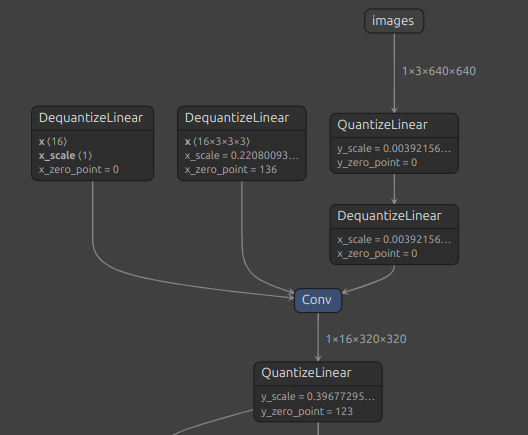 images
1×3×640×640
DequantizeLinear
x ⟨16⟩
x_scale ⟨1⟩
x_zero_point = 0
DequantizeLinear
x ⟨16×3×3×3⟩
x_scale = 0.22080093…
x_zero_point = 136
QuantizeLinear
y_scale = 0.00392156…
y_zero_point = 0
DequantizeLinear
x_scale = 0.00392156…
x_zero_point = 0
Conv
1×16×320×320
QuantizeLinear
y_scale = 0.39677295…
y_zero_point = 123